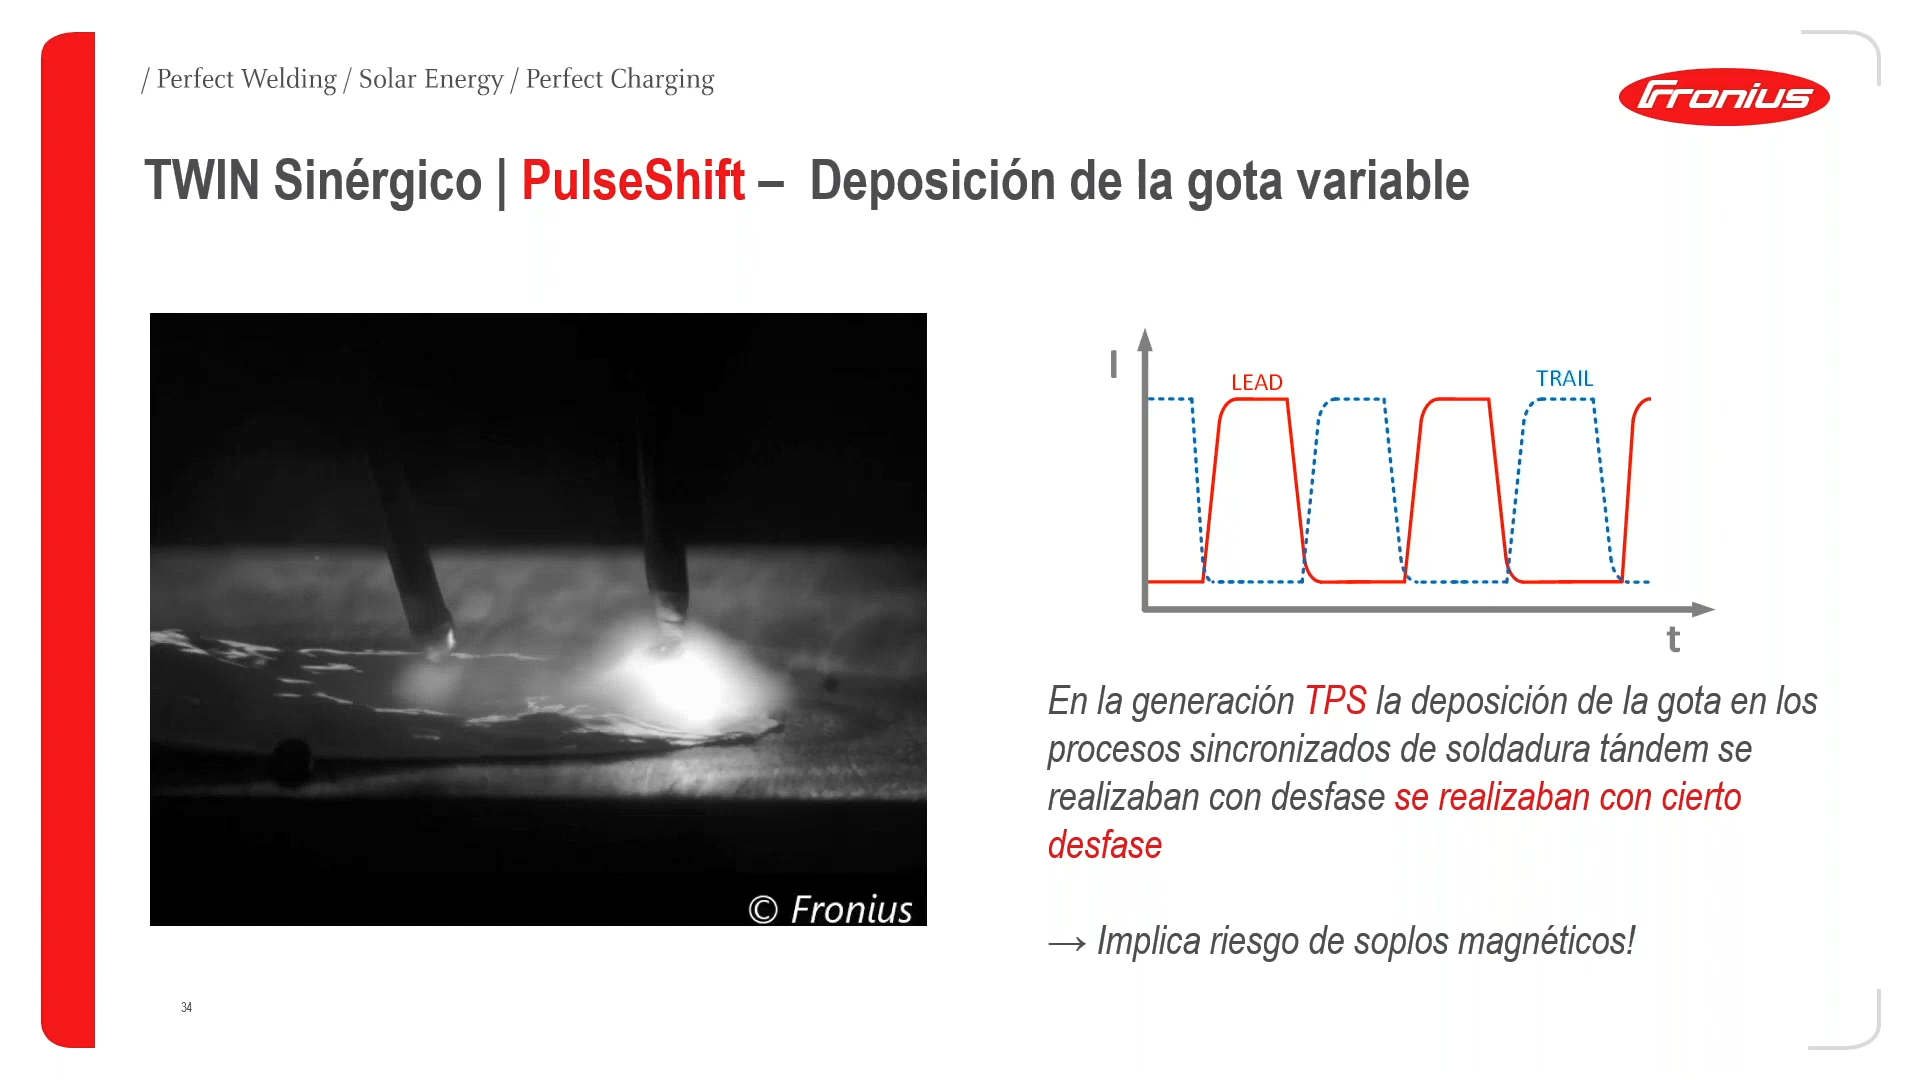 / Perfect Welding / Solar Energy / Perfect Charging
Fronius
TWIN Sinérgico | PulseShift – Deposición de la gota variable
I
LEAD
TRAIL
t
© Fronius
En la generación TPS la deposición de la gota en los
procesos sincronizados de soldadura tándem se
realizaban con desfase se realizaban con cierto
desfase
→ Implica riesgo de soplos magnéticos!
34